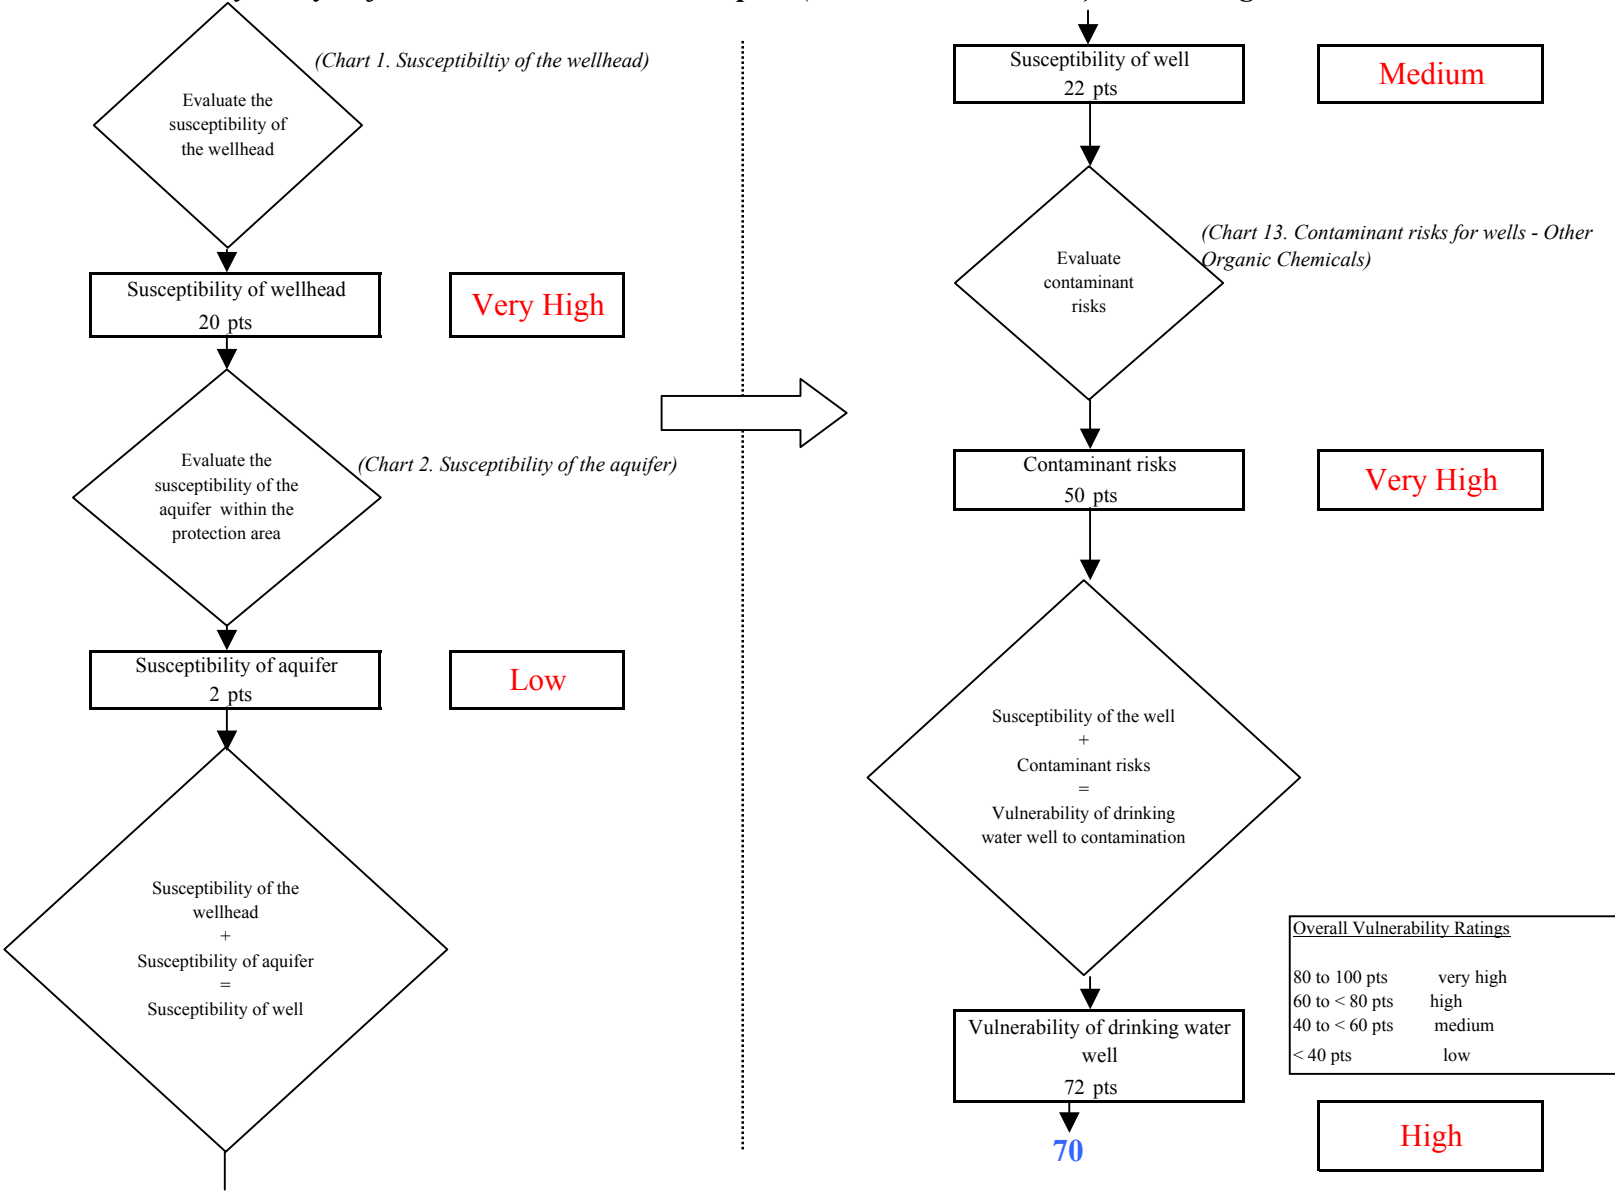 (Chart 1. Susceptibiltiy of the wellhead)
Evaluate the
susceptibility of
the wellhead
Susceptibility of wellhead
20 pts
Very High
Evaluate the
susceptibility of the
aquifer within the
protection area
(Chart 2. Susceptibility of the aquifer)
Susceptibility of aquifer
2 pts
Low
Susceptibility of the
wellhead
+
Susceptibility of aquifer
=
Susceptibility of well
Susceptibility of well
22 pts
Medium
Evaluate
contaminant
risks
(Chart 13. Contaminant risks for wells - Other
Organic Chemicals)
Contaminant risks
50 pts
Very High
Susceptibility of the well
+
Contaminant risks
=
Vulnerability of drinking
water well to contamination
Vulnerability of drinking water
well
72 pts
70
Overall Vulnerability Ratings
80 to 100 pts very high
60 to < 80 pts high
40 to < 60 pts medium
< 40 pts low
High